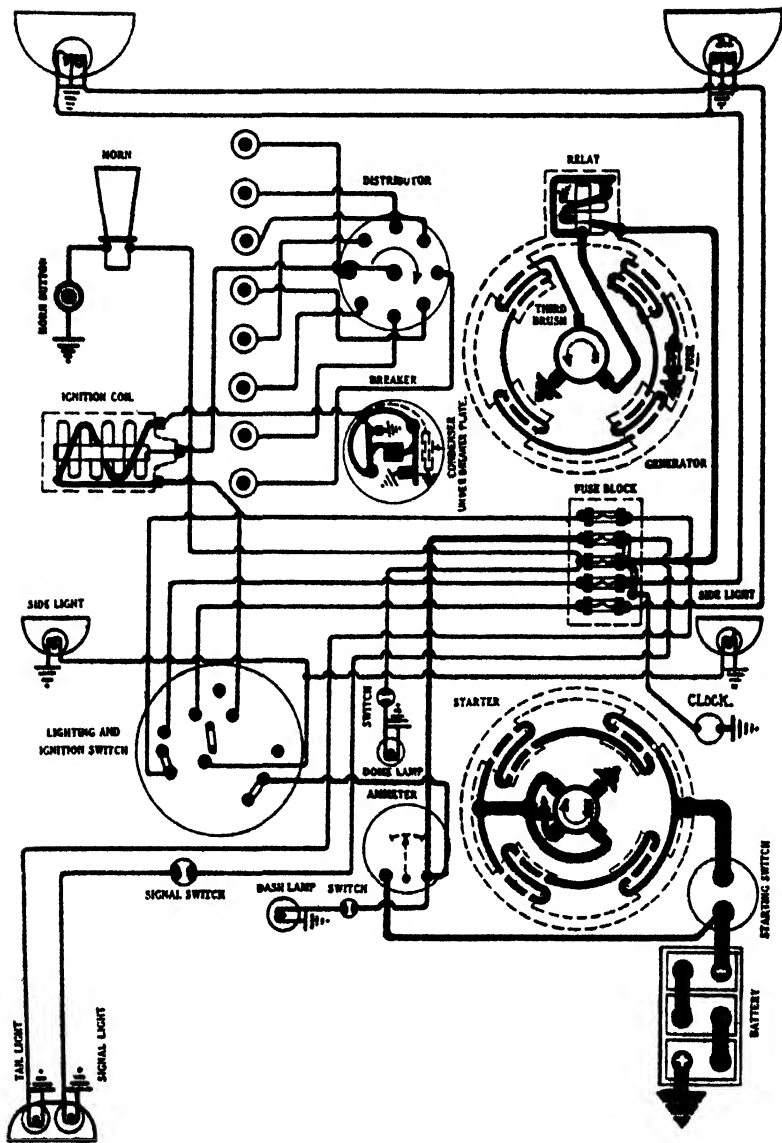 HORN
RELAY
DISTRIBUTOR
HORN BUTTON
THIRD
BRUSH
FUSE
BREAKER
IGNITION COIL
CONDENSER
UNDER BREAKER PLATE
GENERATOR
FUSE BLOCK
SIDE LIGHT
SIDE LIGHT
SWITCH
STARTER
CLOCK.
LIGHTING AND
IGNITION SWITCH
DOME LAMP
AMMETER
SIGNAL SWITCH
DASH LAMP
SWITCH
STARTING SWITCH
BATTERY
TAIL LIGHT
SIGNAL LIGHT